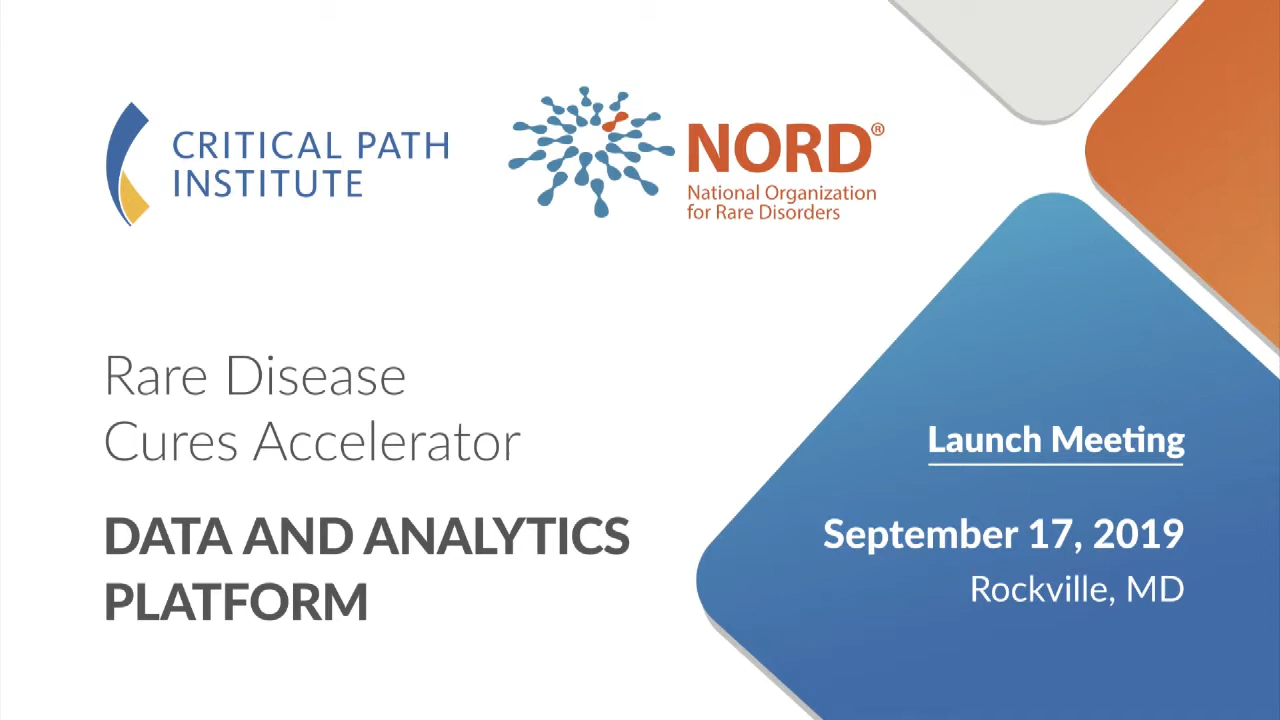 CRITICAL PATH
INSTITUTE
NORD®
National Organization
for Rare Disorders
Rare Disease
Cures Accelerator
DATA AND ANALYTICS
PLATFORM
Launch Meeting
September 17, 2019
Rockville, MD